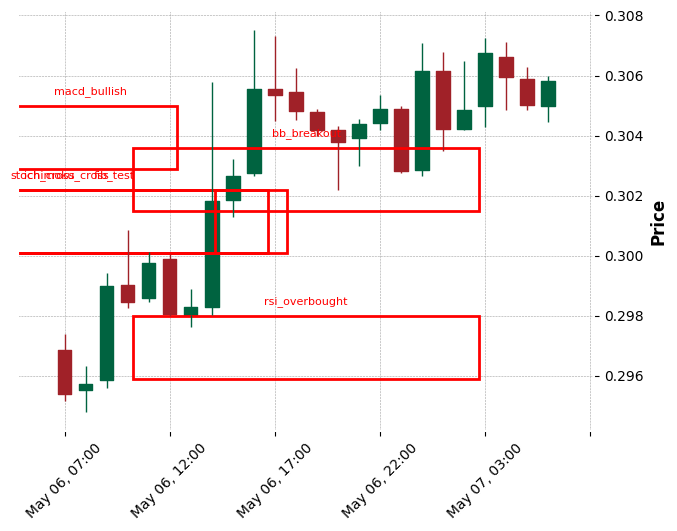 0.308
0.306
macd_bullish
0.304
bb_breakout
fib_test
0.302
Price
0.300
rsi_overbought
0.298
0.296
May 06, 07:00
May 06, 12:00
May 06, 17:00
May 06, 22:00
May 07, 03:00